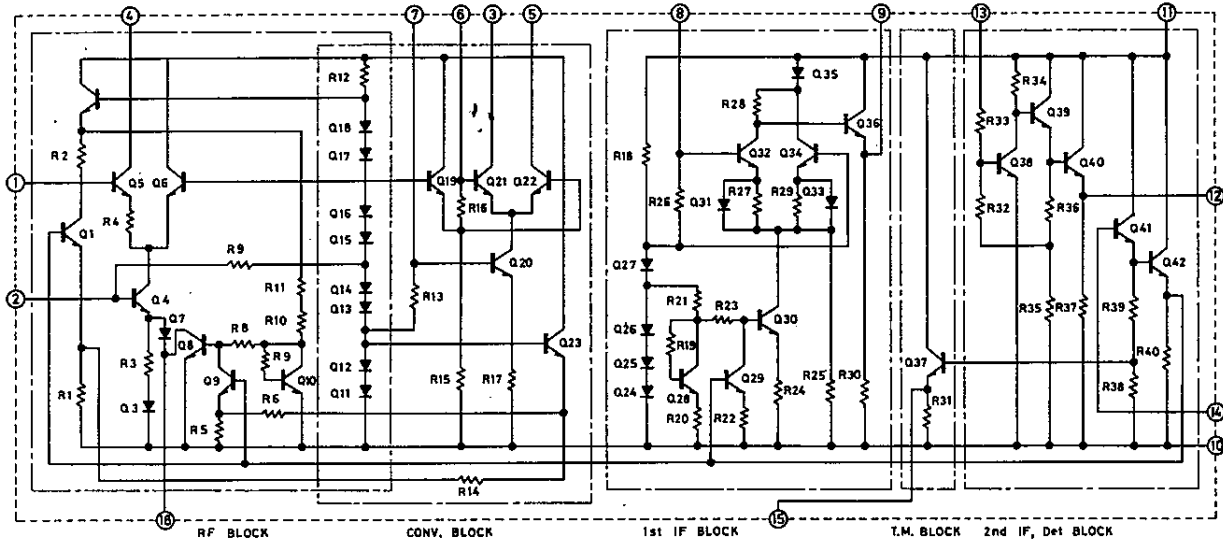 4 7 6 3 5 8 9 13 11
R12 Q35 R34
R28 Q39
Q18 Q36 R33
R2 Q17 R18 Q32 Q34 Q38 Q40
1 Q5 Q6 Q19 Q21 Q22
R16 R27 R29 Q33
R4 Q16 R26 Q31 R32 R36 12
Q1 Q15 Q41
R9 Q20 Q27 Q42
2 Q4 R11 Q14 R13 R21 R23 Q30 R35 R37 R39
Q7 Q13
R10 Q26
Q8 R8 Q23 R19 Q37
R3 R9 Q12 Q25 Q29 R40
Q9 Q10 R15 R17 Q28 R24 R25 R30 R38
R1 Q3 R6 Q11 Q24 R31
R5 R20 R22 14
10
R14
16 15
RF BLOCK CONV, BLOCK 1st IF BLOCK T.M. BLOCK 2nd IF, Det BLOCK